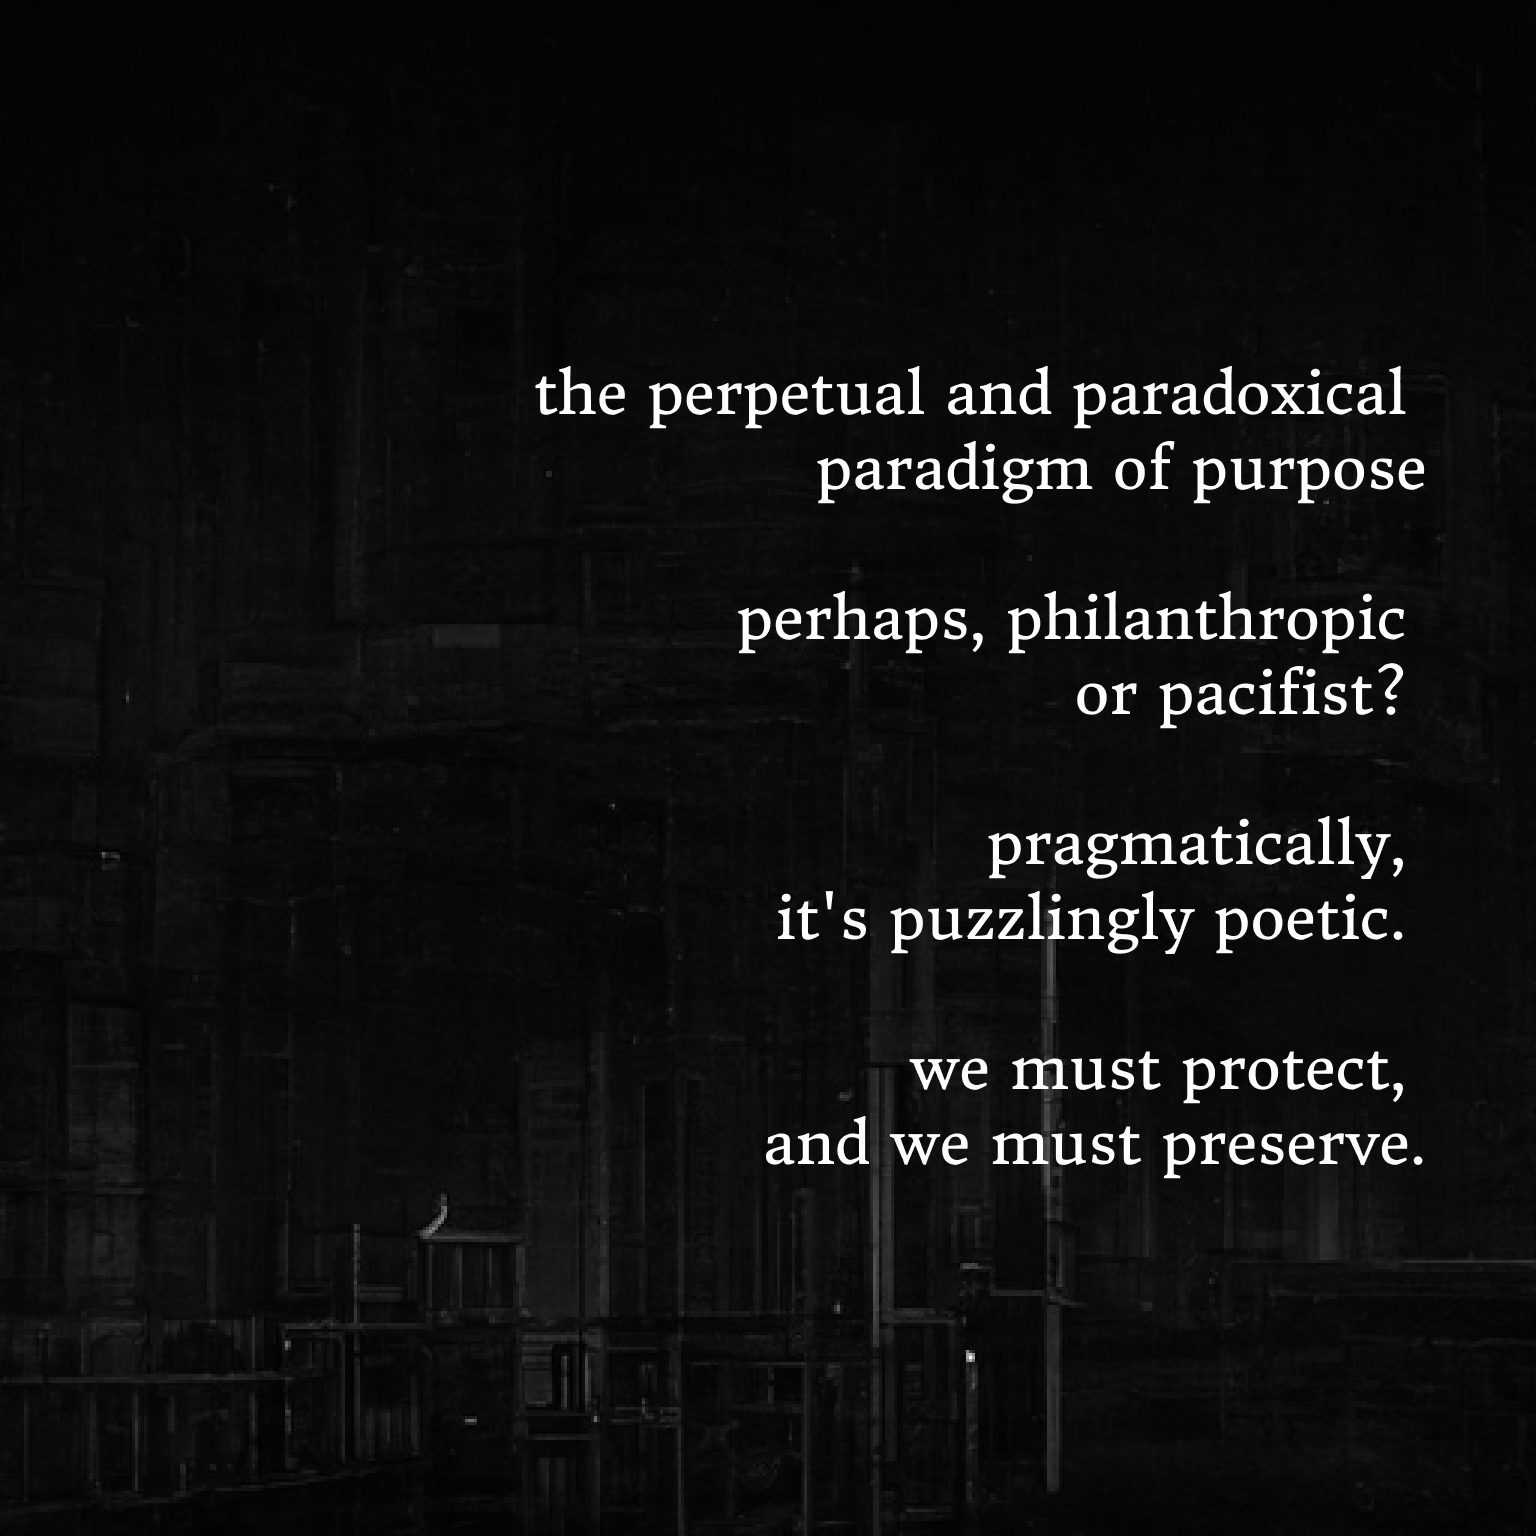 the perpetual and paradoxical
paradigm of purpose
perhaps, philanthropic
or pacifist?
pragmatically,
it's puzzlingly poetic.
we must protect,
and we must preserve.